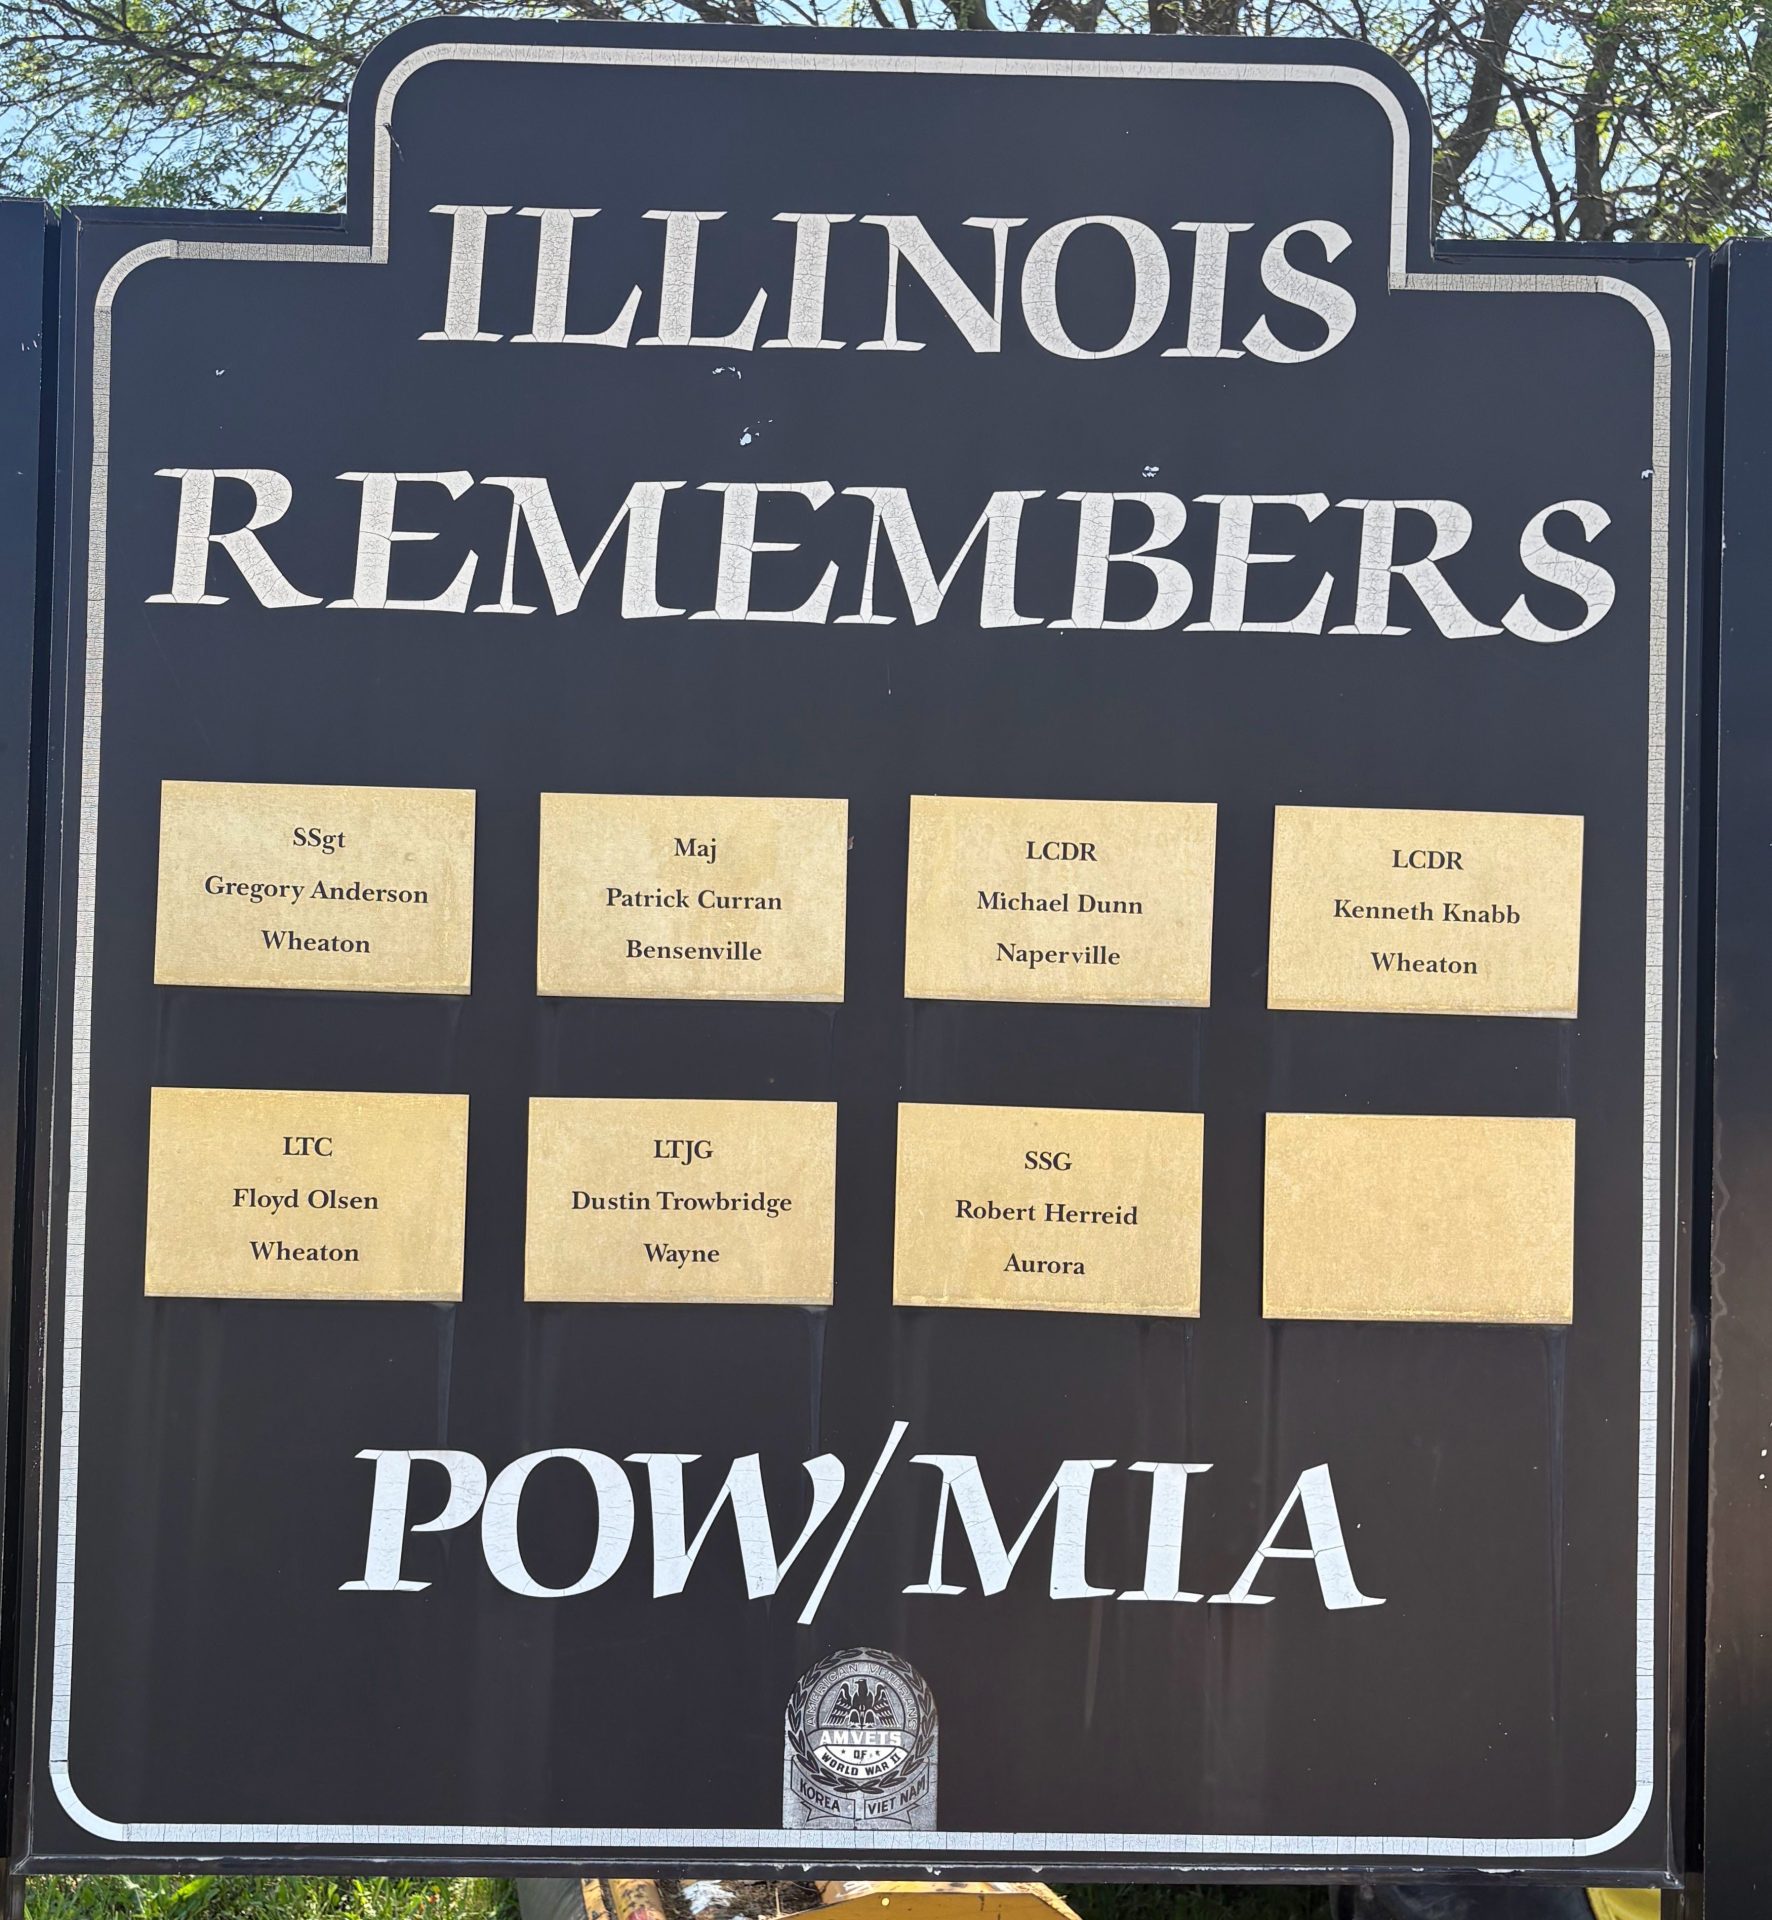 ILLINOIS
REMEMBERS
SSgt
Gregory Anderson
Wheaton
Maj
Patrick Curran
Bensenville
LCDR
Michael Dunn
Naperville
LCDR
Kenneth Knabb
Wheaton
LTC
Floyd Olsen
Wheaton
LTJG
Dustin Trowbridge
Wayne
SSG
Robert Herreid
Aurora
POW/MIA
AMERICAN VETERANS
AMVETS
OF
WORLD WAR II
KOREA VIET NAM